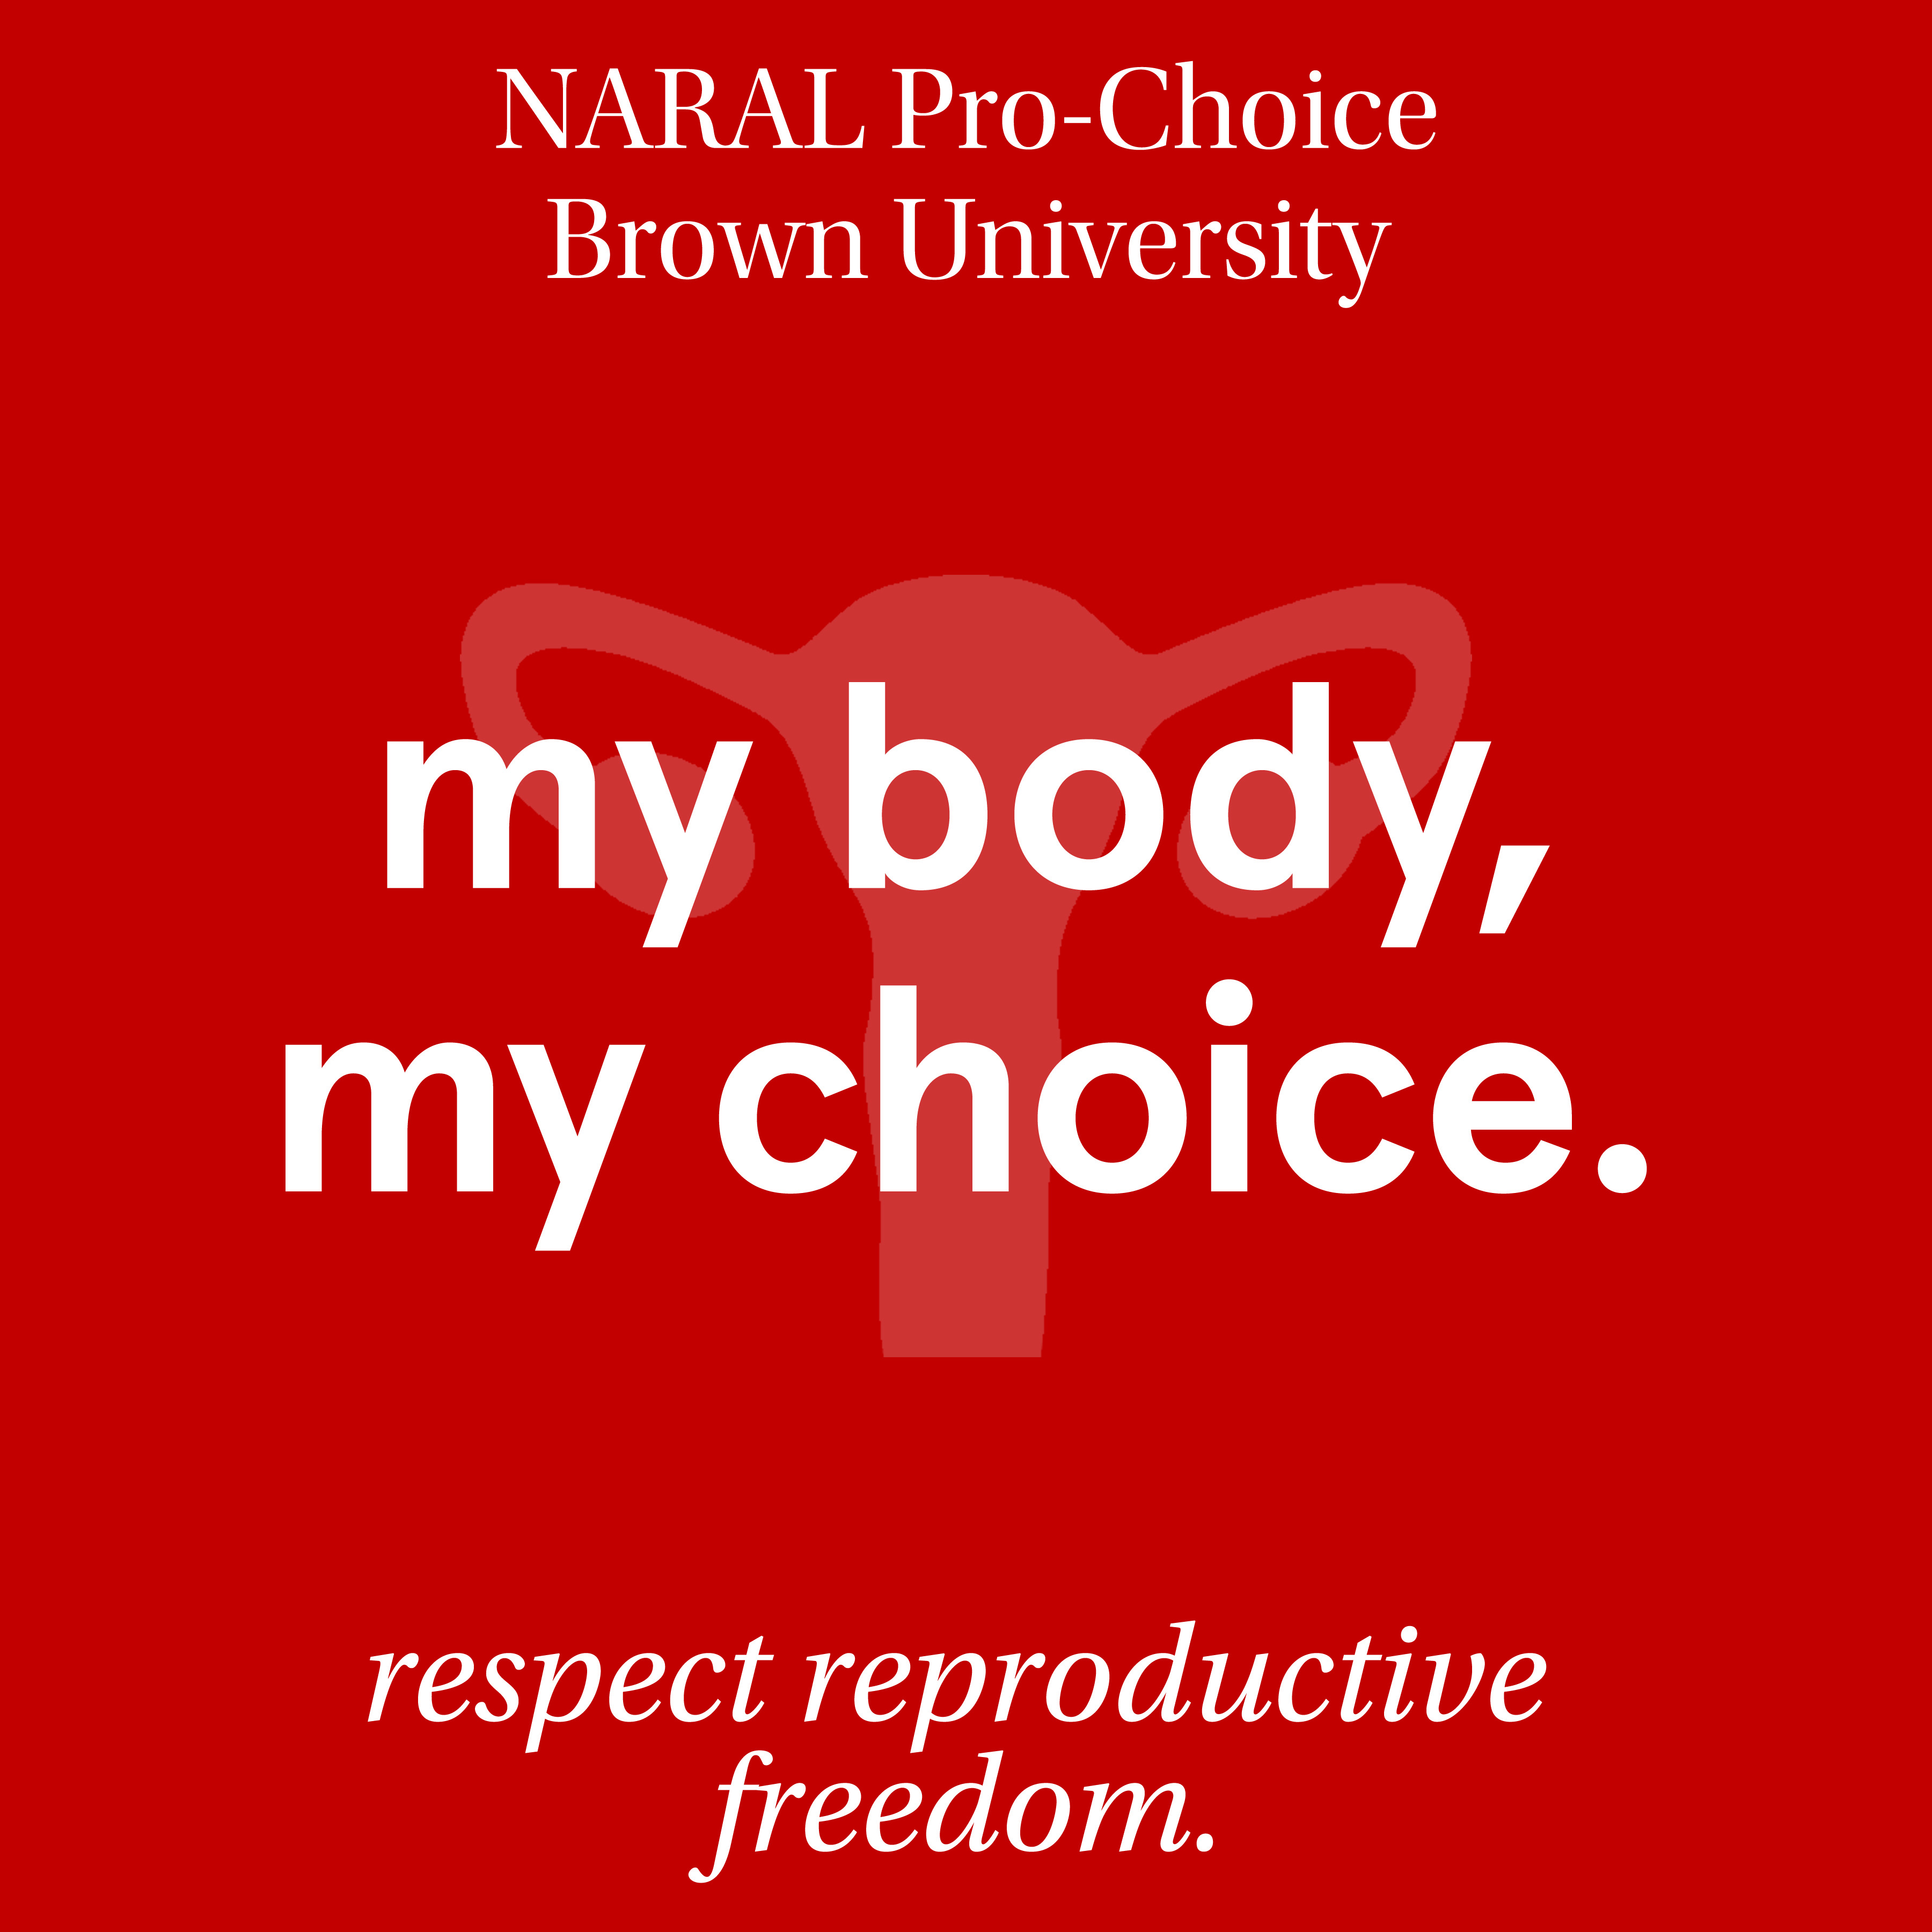 NARAL Pro-Choice
Brown University
my body,
my choice.
respect reproductive
freedom.